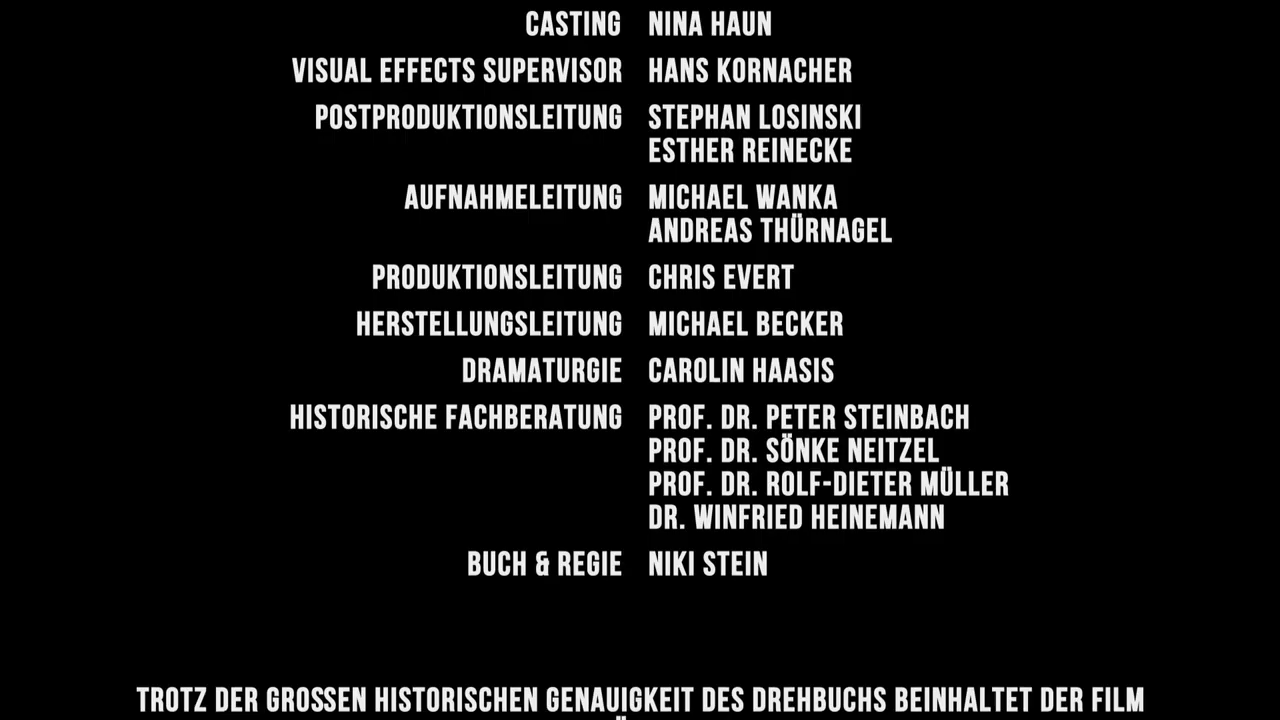 CASTING NINA HAUN
VISUAL EFFECTS SUPERVISOR HANS KORNACHER
POSTPRODUKTIONSLEITUNG STEPHAN LOSINSKI
ESTHER REINECKE
AUFNAHMELEITUNG MICHAEL WANKA
ANDREAS THÜRNAGEL
PRODUKTIONSLEITUNG CHRIS EVERT
HERSTELLUNGSLEITUNG MICHAEL BECKER
DRAMATURGIE CAROLIN HAASIS
HISTORISCHE FACHBERATUNG PROF. DR. PETER STEINBACH
PROF. DR. SÖNKE NEITZEL
PROF. DR. ROLF-DIETER MÜLLER
DR. WINFRIED HEINEMANN
BUCH & REGIE NIKI STEIN
TROTZ DER GROSSEN HISTORISCHEN GENAUIGKEIT DES DREHBUCHS BEINHALTET DER FILM